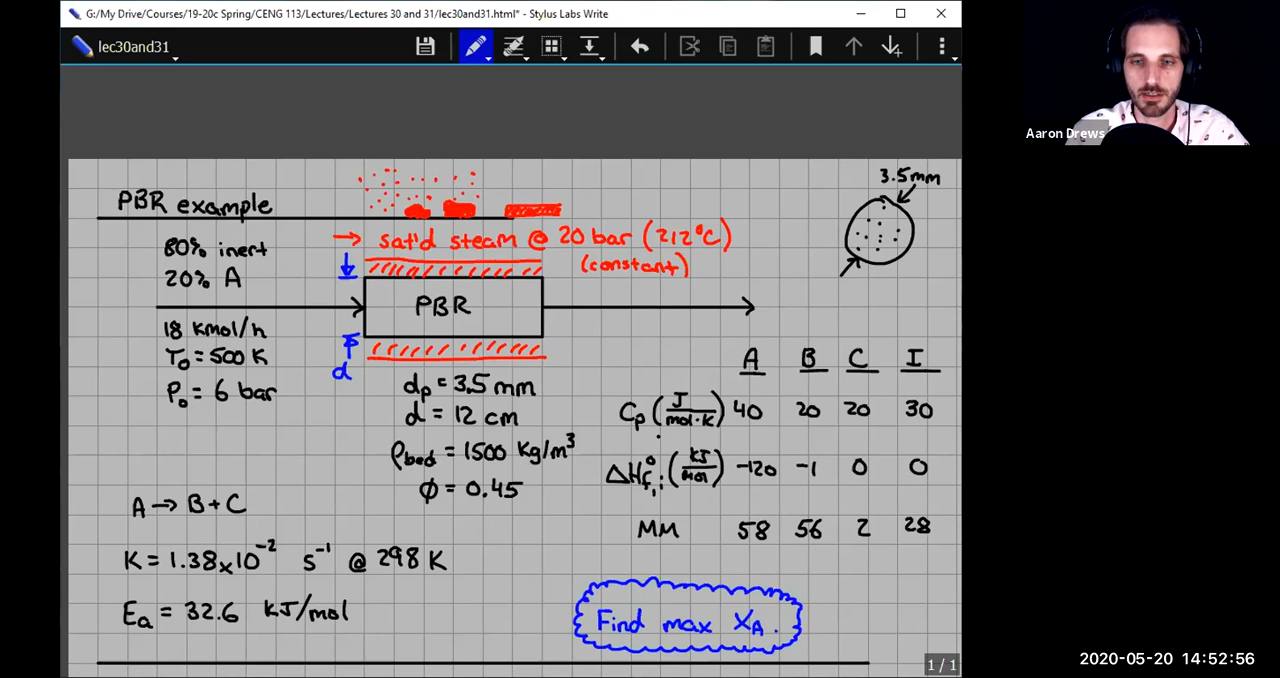 G:/My Drive/Courses/19-20c Spring/CENG 113/Lectures/Lectures 30 and 31/lec30and31.html* - Stylus Labs Write
lec30and31
Aaron Drews
PBR example
3.5mm
80% inert
20% A
→ sat'd steam @ 20 bar (212°C)
(constant)
PBR
18 kmol/h
T₀ = 500 K
P₀ = 6 bar
d
dp = 3.5 mm
d = 12 cm
ρbed = 1500 kg/m³
φ = 0.45
A B C I
Cp (J/mol·K) 40 20 20 30
ΔH°f,i (kJ/mol) -120 -1 0 0
MM 58 56 2 28
A → B + C
K = 1.38x10⁻² s⁻¹ @ 298 K
Ea = 32.6 kJ/mol
Find max XA.
1 / 1
2020-05-20 14:52:56